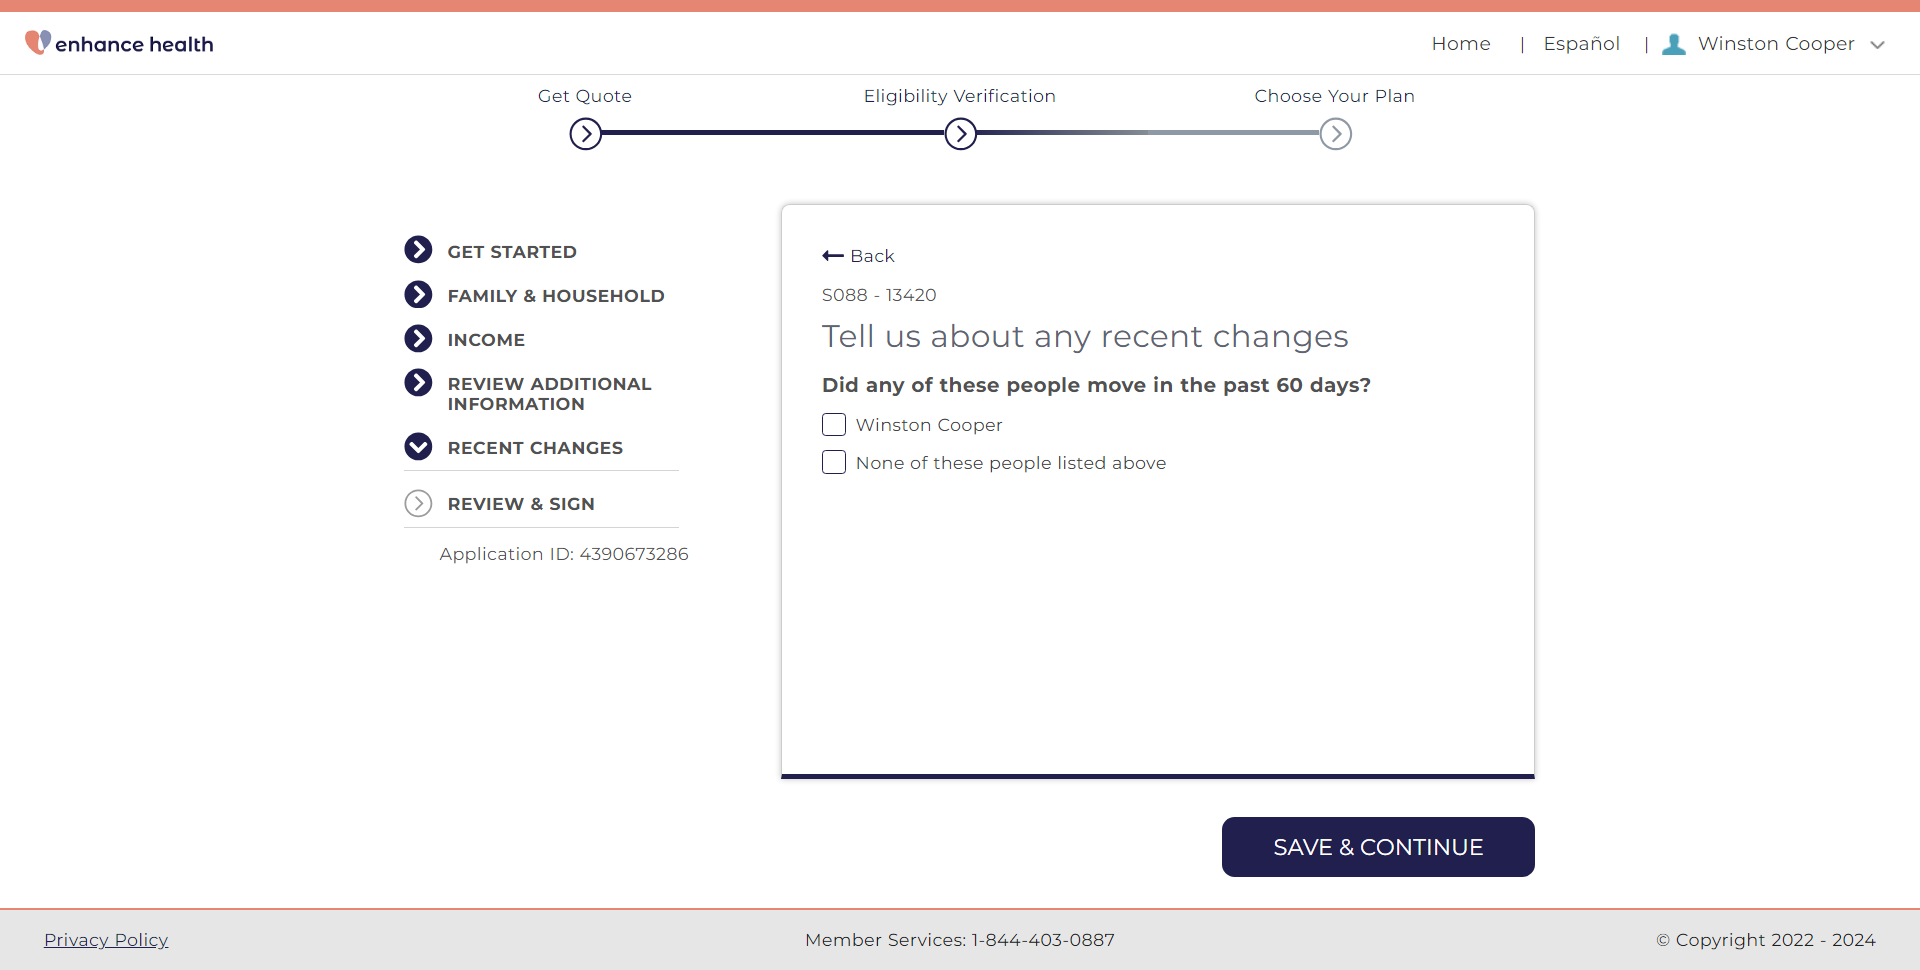 enhance health
Home | Español | Winston Cooper
Get Quote
Eligibility Verification
Choose Your Plan
GET STARTED
FAMILY & HOUSEHOLD
INCOME
REVIEW ADDITIONAL
INFORMATION
RECENT CHANGES
REVIEW & SIGN
Application ID: 4390673286
Back
S088 - 13420
Tell us about any recent changes
Did any of these people move in the past 60 days?
Winston Cooper
None of these people listed above
SAVE & CONTINUE
Privacy Policy
Member Services: 1-844-403-0887
© Copyright 2022 - 2024